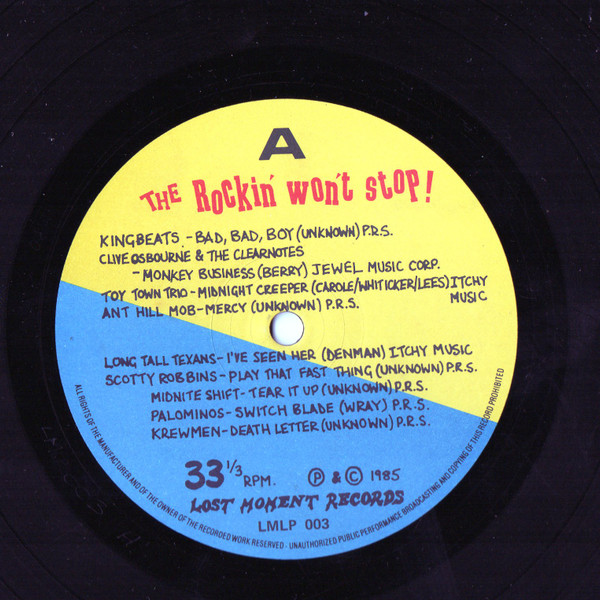 A
THE Rockin' won't stop!
KINGBEATS - BAD, BAD, BOY (UNKNOWN) P.R.S.
CLIVE OSBOURNE & THE CLEARNOTES
- MONKEY BUSINESS (BERRY) JEWEL MUSIC CORP.
TOY TOWN TRIO - MIDNIGHT CREEPER (CAROLE/WHITICKER/LEES) ITCHY
MUSIC
ANT HILL MOB - MERCY (UNKNOWN) P.R.S.
LONG TALL TEXANS - I'VE SEEN HER (DENMAN) ITCHY MUSIC
SCOTTY ROBBINS - PLAY THAT FAST THING (UNKNOWN) P.R.S.
MIDNITE SHIFT - TEAR IT UP (UNKNOWN) P.R.S.
PALOMINOS - SWITCH BLADE (WRAY) P.R.S.
KREWMEN - DEATH LETTER (UNKNOWN) P.R.S.
33 1/3 RPM. Ⓟ & © 1985
LOST MOMENT RECORDS
LMLP 003
ALL RIGHTS OF THE MANUFACTURER AND OF THE OWNER OF THE RECORDED WORK RESERVED - UNAUTHORIZED PUBLIC PERFORMANCE BROADCASTING AND COPYING OF THIS RECORD PROHIBITED